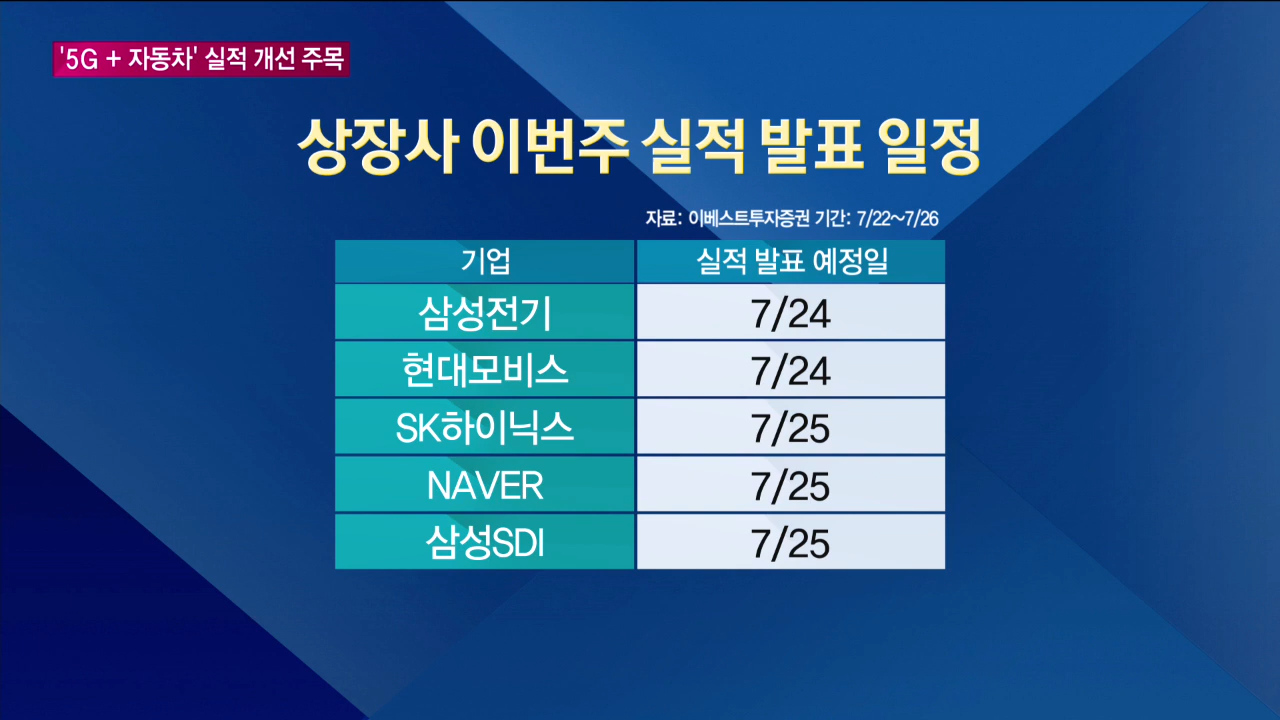 '5G + 자동차' 실적 개선 주목
상장사 이번주 실적 발표 일정
자료: 이베스트투자증권 기간: 7/22~7/26
기업 실적 발표 예정일
삼성전기 7/24
현대모비스 7/24
SK하이닉스 7/25
NAVER 7/25
삼성SDI 7/25